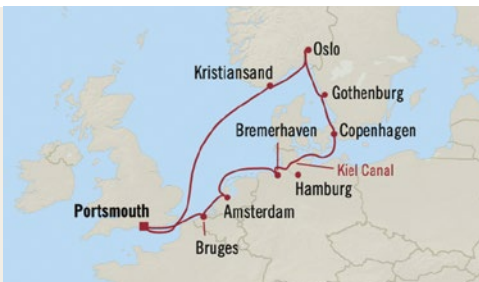 Oslo
Kristiansand
Gothenburg
Bremerhaven
Copenhagen
Kiel Canal
Hamburg
Portsmouth
Amsterdam
Bruges